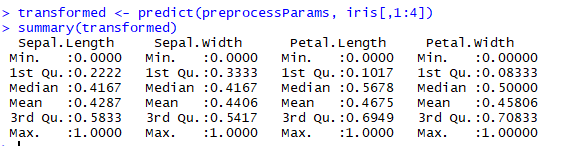 > transformed <- predict(preprocessParams, iris[,1:4])
> summary(transformed)
  Sepal.Length     Sepal.Width      Petal.Length     Petal.Width
 Min.   :0.0000   Min.   :0.0000   Min.   :0.0000   Min.   :0.00000
 1st Qu.:0.2222   1st Qu.:0.3333   1st Qu.:0.1017   1st Qu.:0.08333
 Median :0.4167   Median :0.4167   Median :0.5678   Median :0.50000
 Mean   :0.4287   Mean   :0.4406   Mean   :0.4675   Mean   :0.45806
 3rd Qu.:0.5833   3rd Qu.:0.5417   3rd Qu.:0.6949   3rd Qu.:0.70833
 Max.   :1.0000   Max.   :1.0000   Max.   :1.0000   Max.   :1.00000